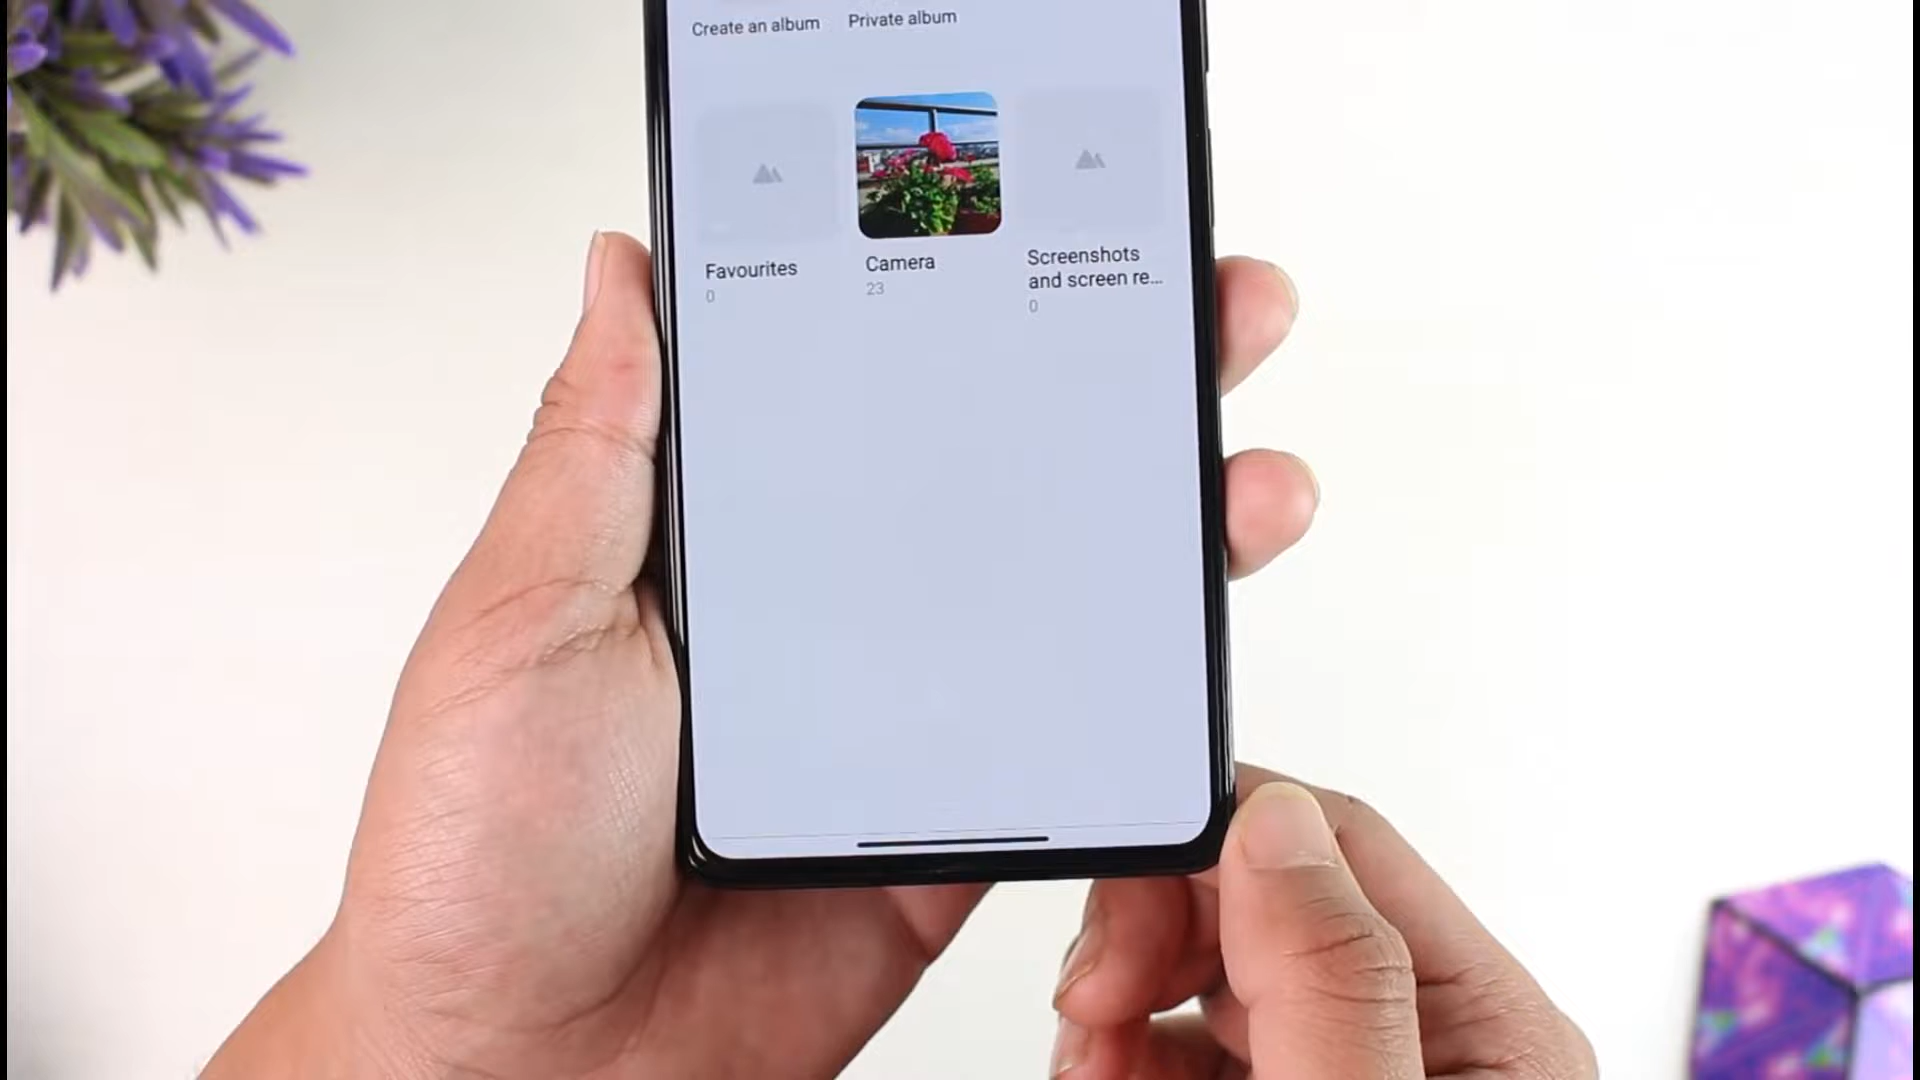 Create an album
Private album
Favourites
0
Camera
23
Screenshots
and screen re...
0